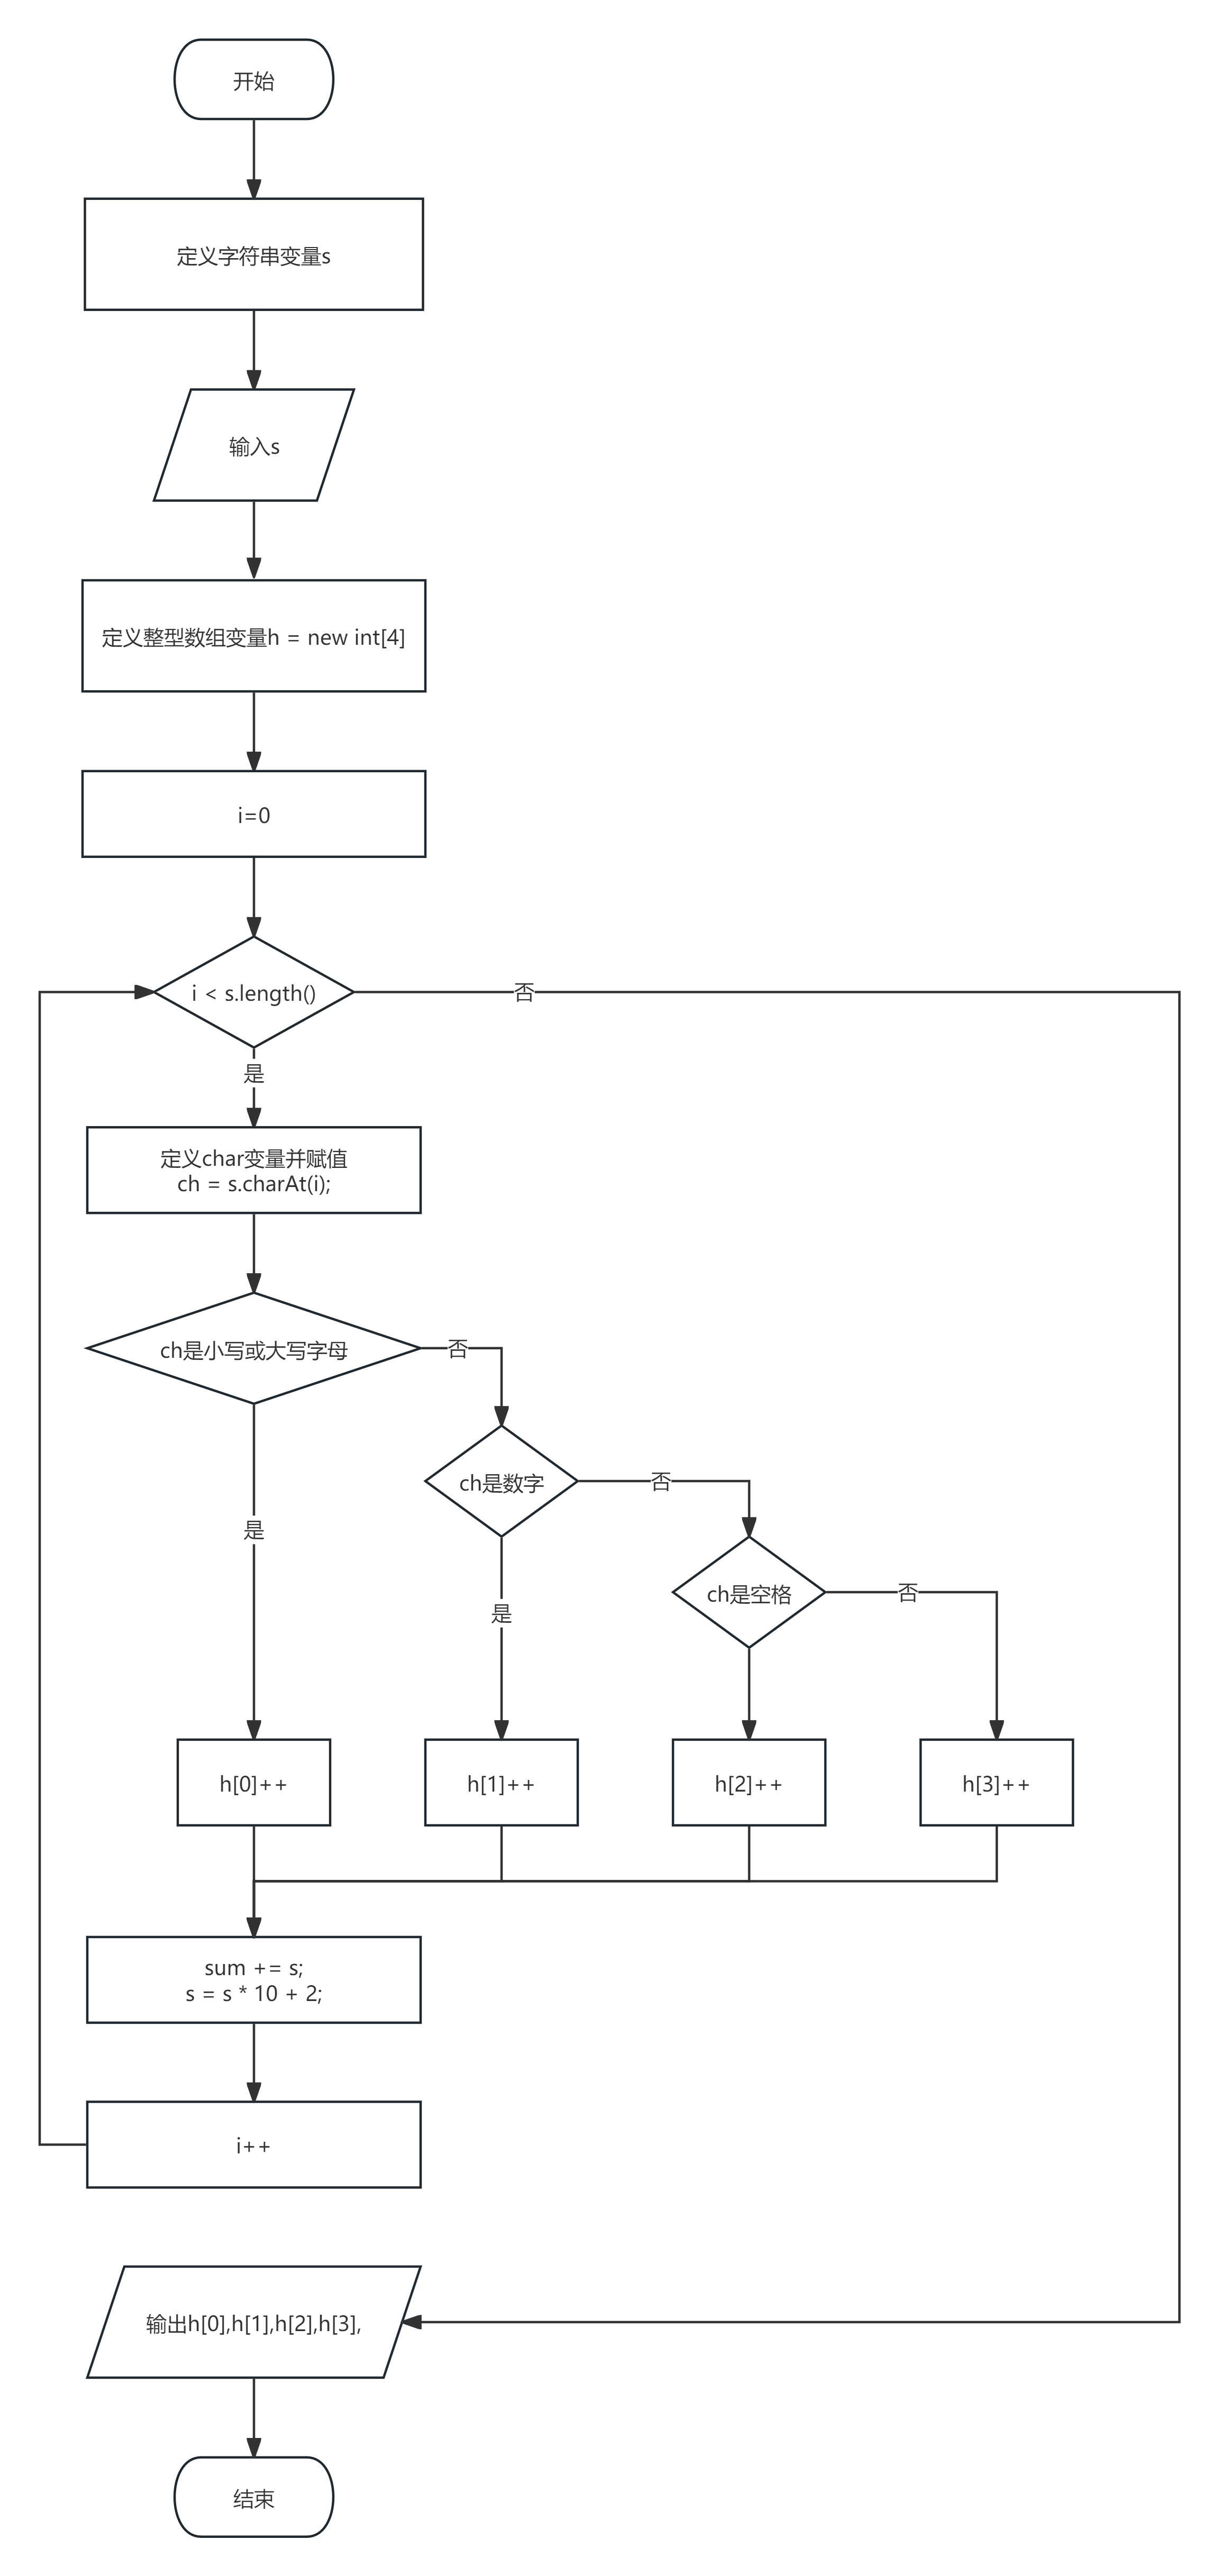 开始
定义字符串变量s
输入s
定义整型数组变量h = new int[4]
i=0
i < s.length()
否
是
定义char变量并赋值
ch = s.charAt(i);
ch是小写或大写字母
否
ch是数字
否
是
ch是空格
否
是
h[0]++
h[1]++
h[2]++
h[3]++
sum += s;
s = s * 10 + 2;
i++
输出h[0],h[1],h[2],h[3],
结束